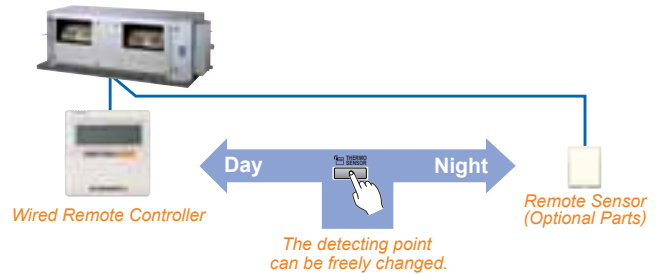 Day
THERMO
SENSOR
Night
Wired Remote Controller
Remote Sensor
(Optional Parts)
The detecting point
can be freely changed.